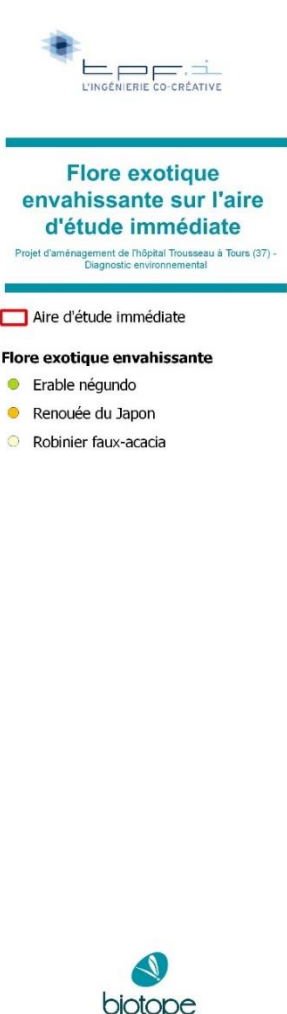 tpf.i
L'INGÉNIERIE CO-CRÉATIVE
Flore exotique
envahissante sur l'aire
d'étude immédiate
Projet d'aménagement de l'hôpital Trousseau à Tours (37) -
Diagnostic environnemental
Aire d'étude immédiate
Flore exotique envahissante
Erable négundo
Renouée du Japon
Robinier faux-acacia
biotope